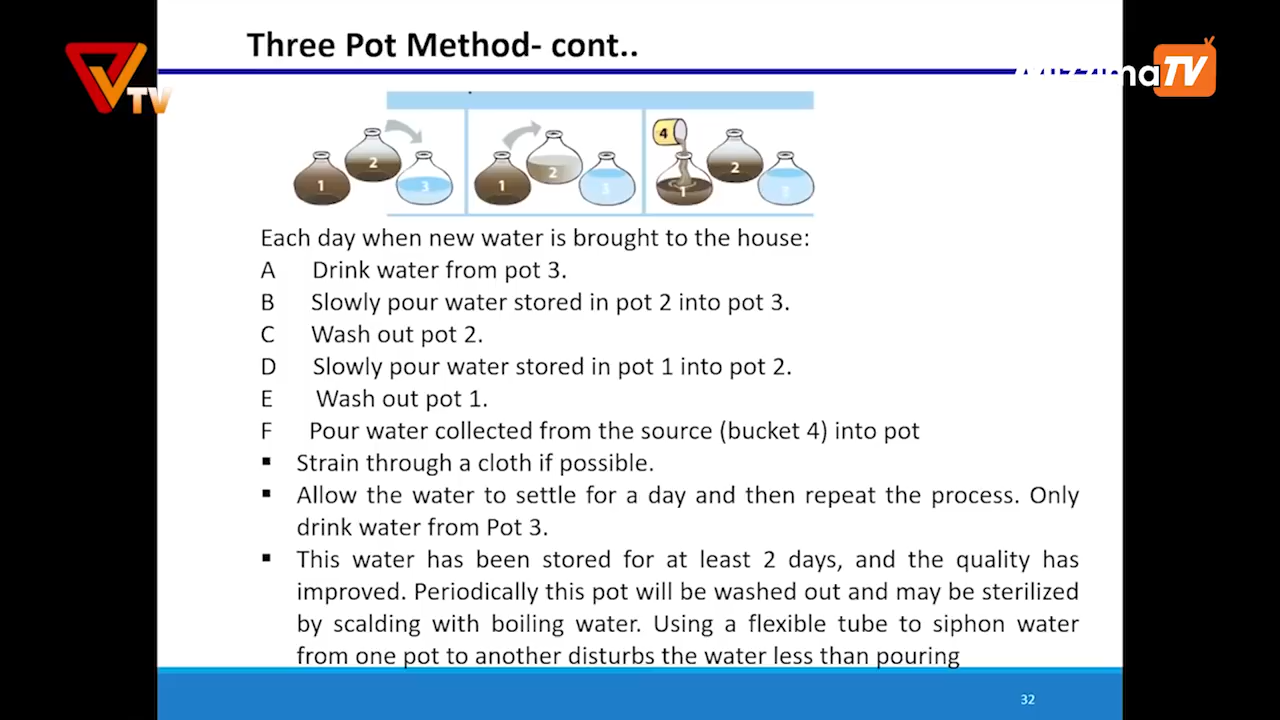 Three Pot Method- cont..
TV
MizzimaTV
1 2 3
1 2 3
4 1 2 3
Each day when new water is brought to the house:
A Drink water from pot 3.
B Slowly pour water stored in pot 2 into pot 3.
C Wash out pot 2.
D Slowly pour water stored in pot 1 into pot 2.
E Wash out pot 1.
F Pour water collected from the source (bucket 4) into pot
▪ Strain through a cloth if possible.
▪ Allow the water to settle for a day and then repeat the process. Only
drink water from Pot 3.
▪ This water has been stored for at least 2 days, and the quality has
improved. Periodically this pot will be washed out and may be sterilized
by scalding with boiling water. Using a flexible tube to siphon water
from one pot to another disturbs the water less than pouring
32